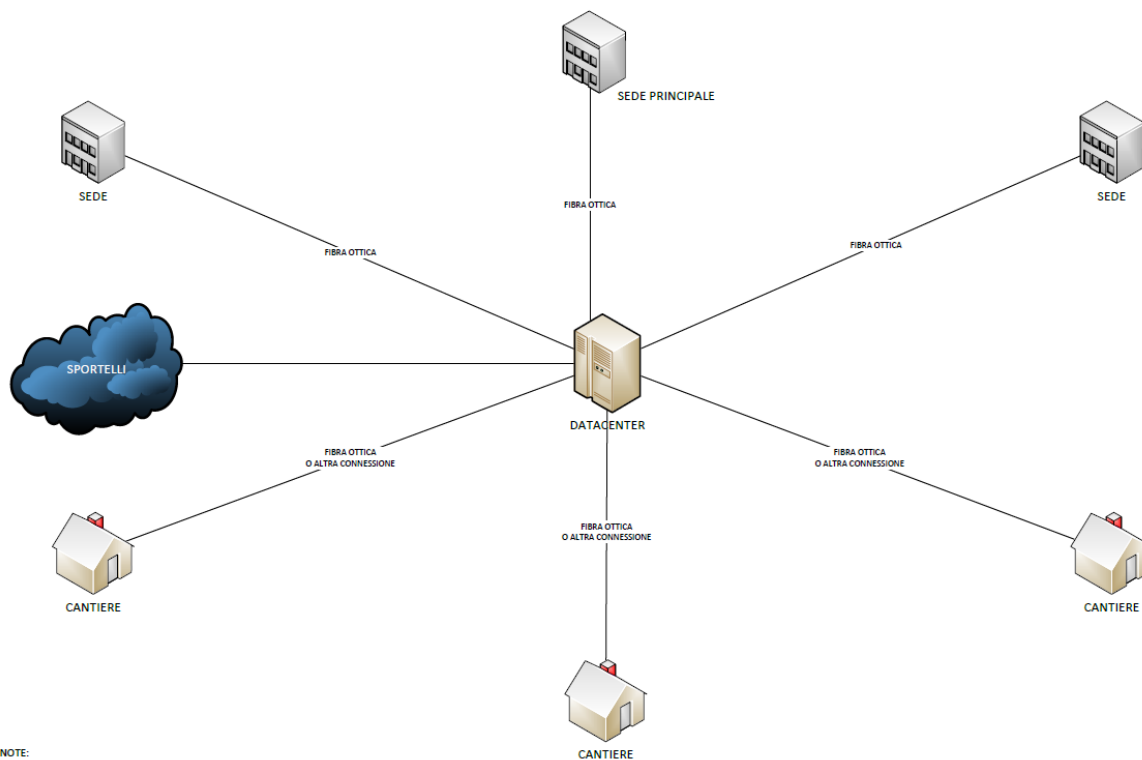 SEDE PRINCIPALE
SEDE
SEDE
FIBRA OTTICA
FIBRA OTTICA
FIBRA OTTICA
SPORTELLI
DATACENTER
FIBRA OTTICA
O ALTRA CONNESSIONE
FIBRA OTTICA
O ALTRA CONNESSIONE
FIBRA OTTICA
O ALTRA CONNESSIONE
CANTIERE
CANTIERE
CANTIERE
NOTE: